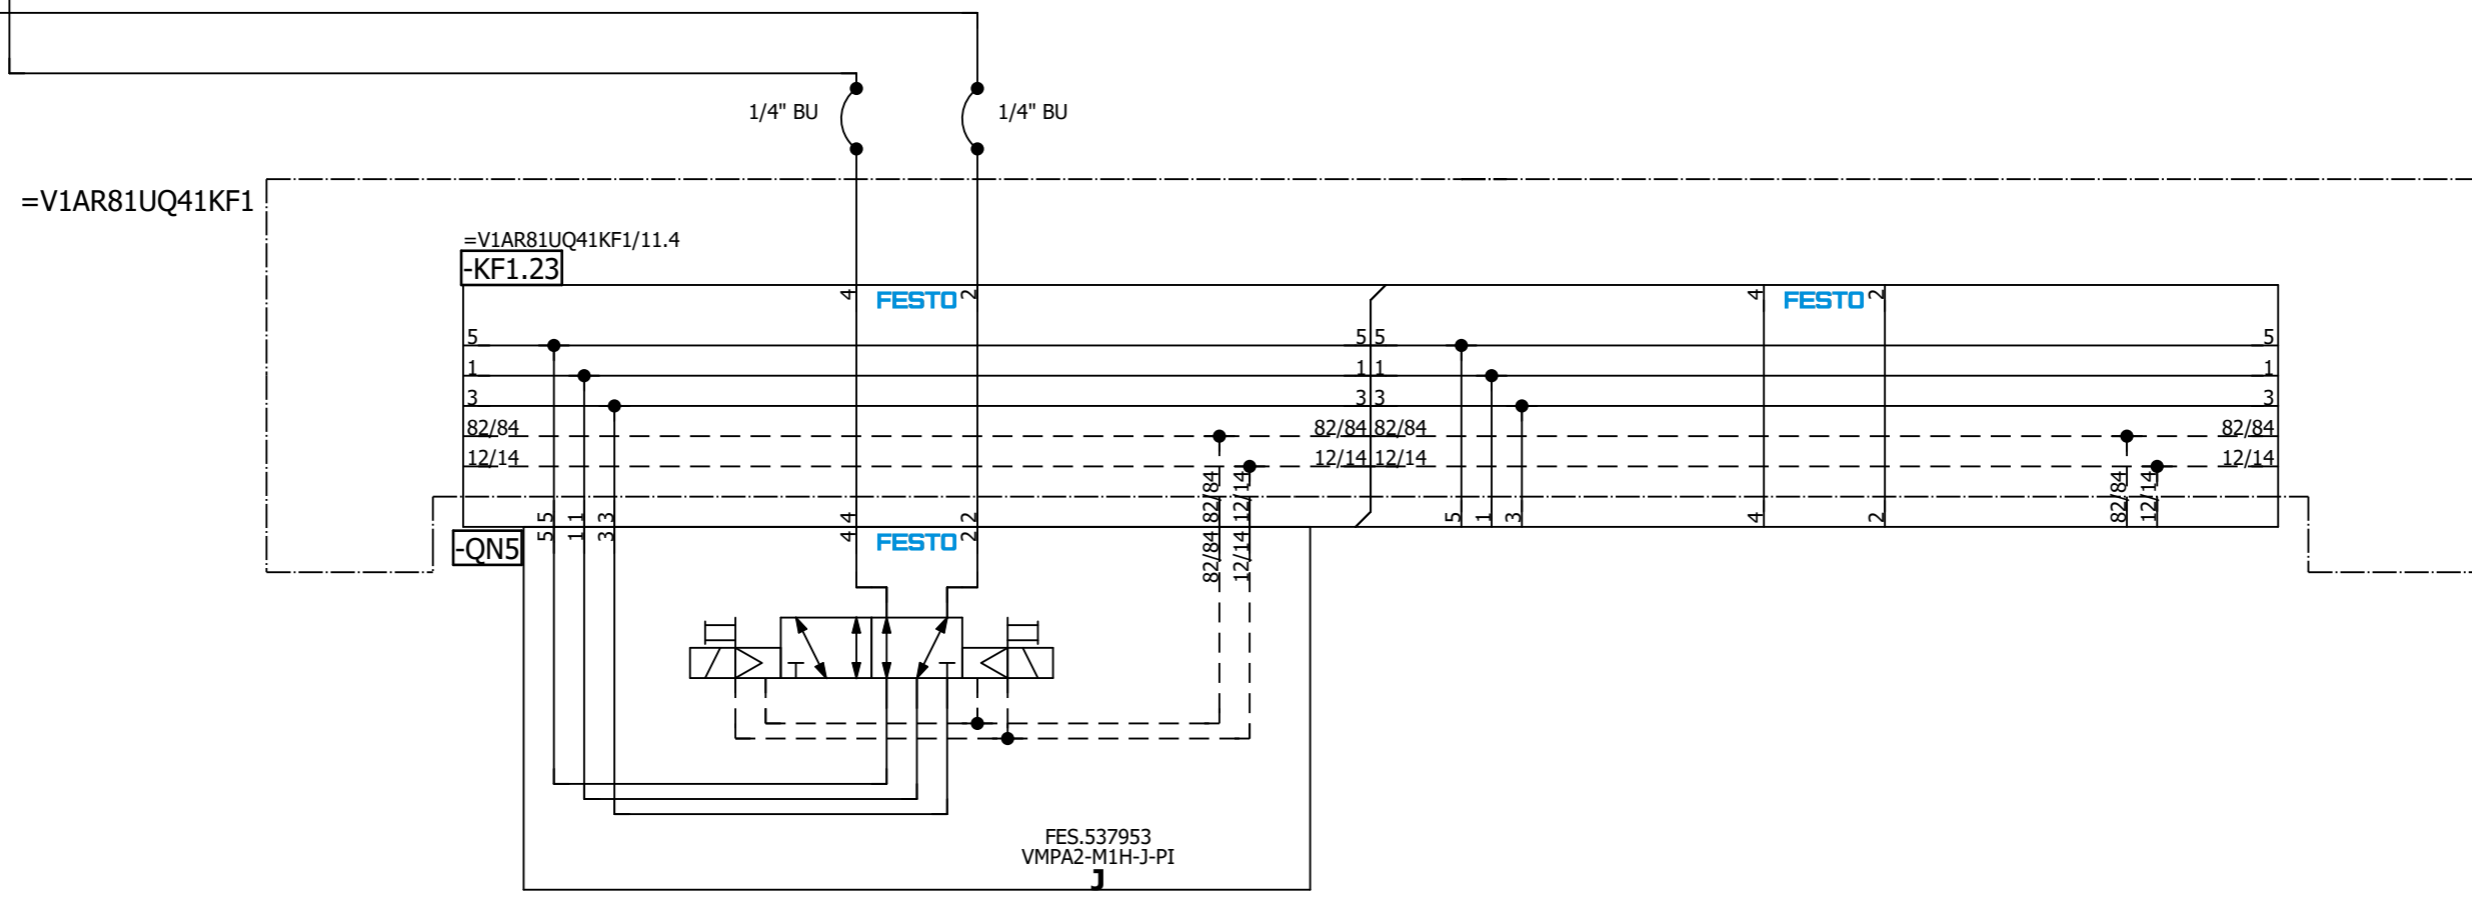 1/4" BU
1/4" BU
=V1AR81UQ41KF1
=V1AR81UQ41KF1/11.4
-KF1.23
4 FESTO 2
4 FESTO 2
5 5 5 5
1 1 1 1
3 3 3 3
82/84 82/84 82/84 82/84
12/14 12/14 12/14 12/14
5 1 3 4 2 82/84 12/14
5 1 3 4 2 82/84 12/14
-QN5
5 1 3 4 FESTO 2 82/84 12/14
FES.537953
VMPA2-M1H-J-PI
J